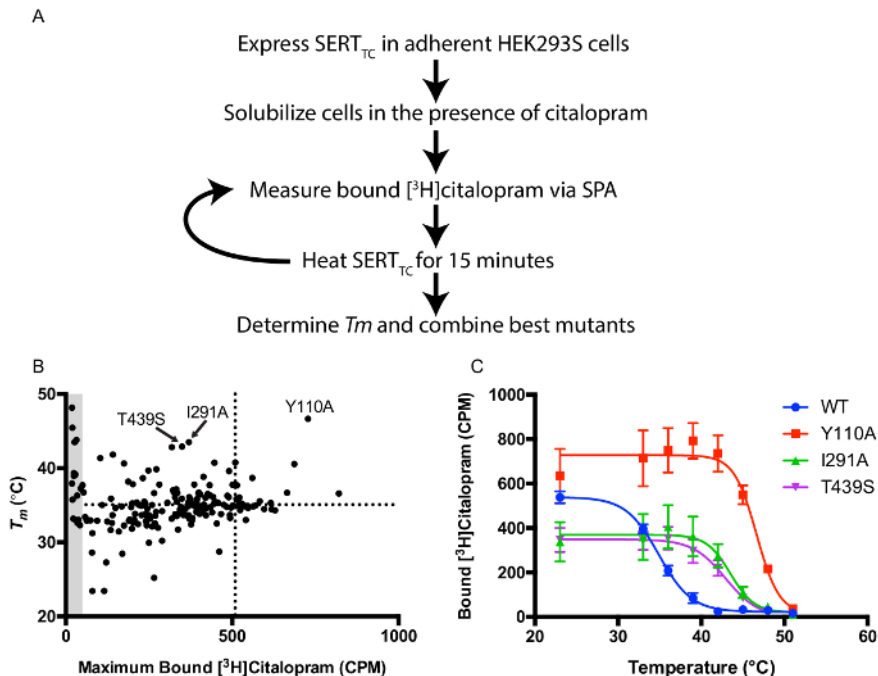 A
Express SERT_TC in adherent HEK293S cells
Solubilize cells in the presence of citalopram
Measure bound [³H]citalopram via SPA
Heat SERT_TC for 15 minutes
Determine Tm and combine best mutants
B
50
40
30
20
Tm (°C)
T439S
I291A
Y110A
0
500
1000
Maximum Bound [³H]Citalopram (CPM)
C
1000
800
600
400
200
0
Bound [³H]Citalopram (CPM)
WT
Y110A
I291A
T439S
20
30
40
50
60
Temperature (°C)